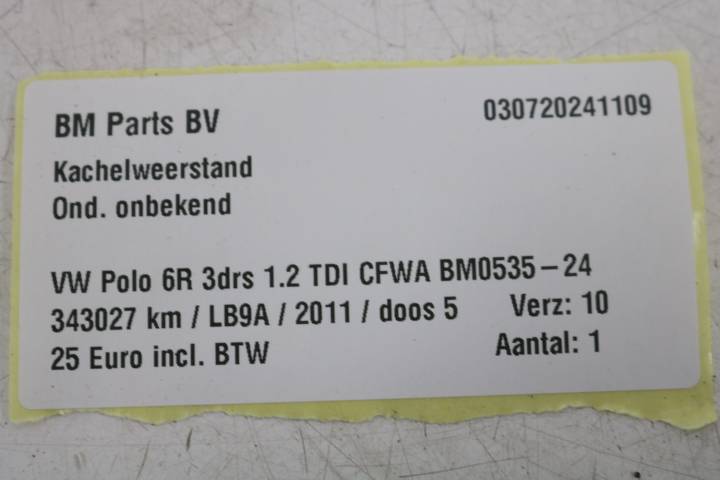 BM Parts BV 030720241109
Kachelweerstand
Ond. onbekend
VW Polo 6R 3drs 1.2 TDI CFWA BM0535-24
343027 km / LB9A / 2011 / doos 5 Verz: 10
25 Euro incl. BTW Aantal: 1